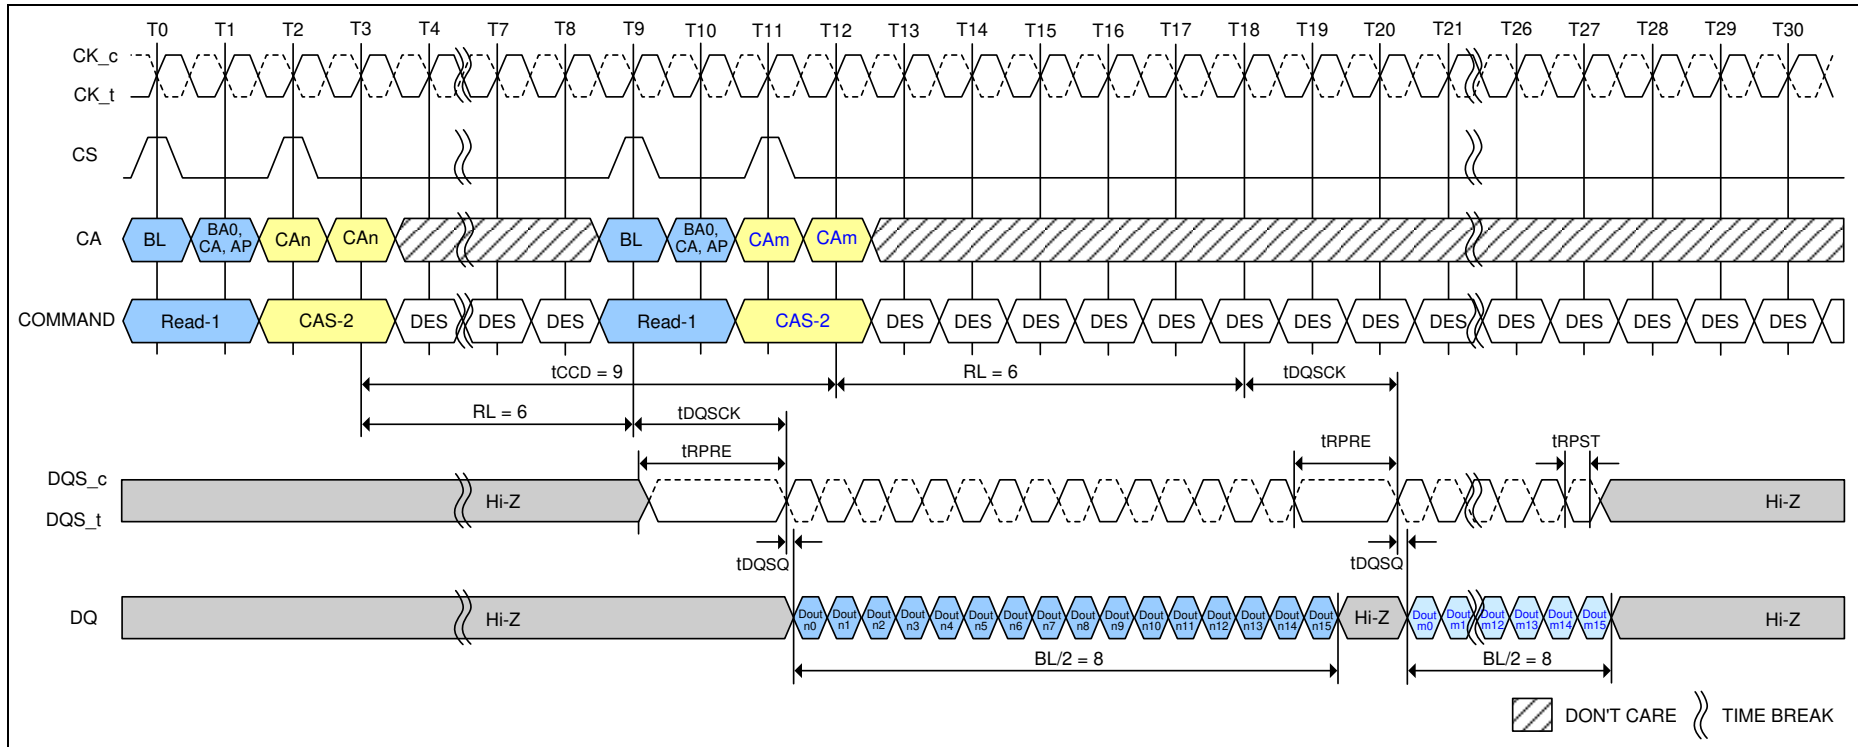 T0 T1 T2 T3 T4 T7 T8 T9 T10 T11 T12 T13 T14 T15 T16 T17 T18 T19 T20 T21 T26 T27 T28 T29 T30
CK_c
CK_t
CS
CA BL BA0, CA, AP CAn CAn BL BA0, CA, AP CAm CAm
COMMAND Read-1 CAS-2 DES DES DES Read-1 CAS-2 DES DES DES DES DES DES DES DES DES DES DES DES DES DES
tCCD = 9 RL = 6 tDQSCK
RL = 6 tDQSCK
tRPRE tRPRE tRPST
DQS_c
Hi-Z Hi-Z
DQS_t
tDQSQ tDQSQ
DQ Hi-Z Dout n0 Dout n1 Dout n2 Dout n3 Dout n4 Dout n5 Dout n6 Dout n7 Dout n8 Dout n9 Dout n10 Dout n11 Dout n12 Dout n13 Dout n14 Dout n15 Hi-Z Dout m0 Dout m1 Dout m12 Dout m13 Dout m14 Dout m15 Hi-Z
BL/2 = 8 BL/2 = 8
DON'T CARE TIME BREAK